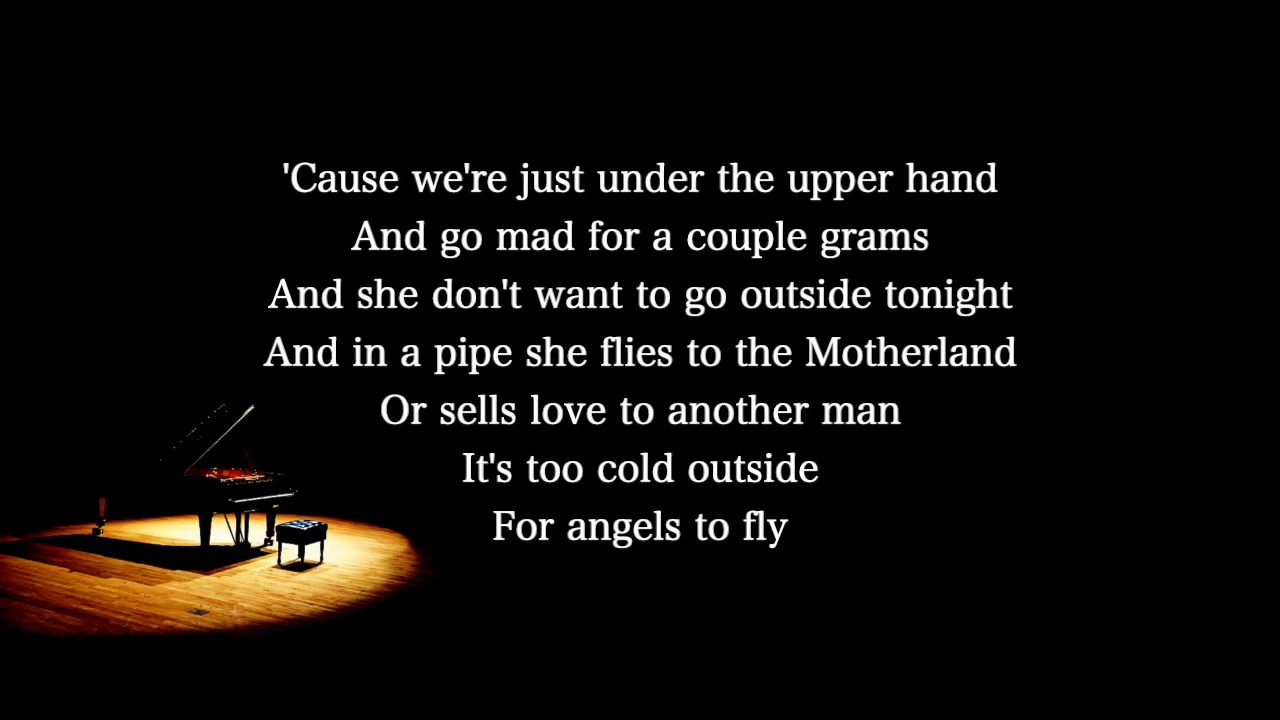 'Cause we're just under the upper hand
And go mad for a couple grams
And she don't want to go outside tonight
And in a pipe she flies to the Motherland
Or sells love to another man
It's too cold outside
For angels to fly